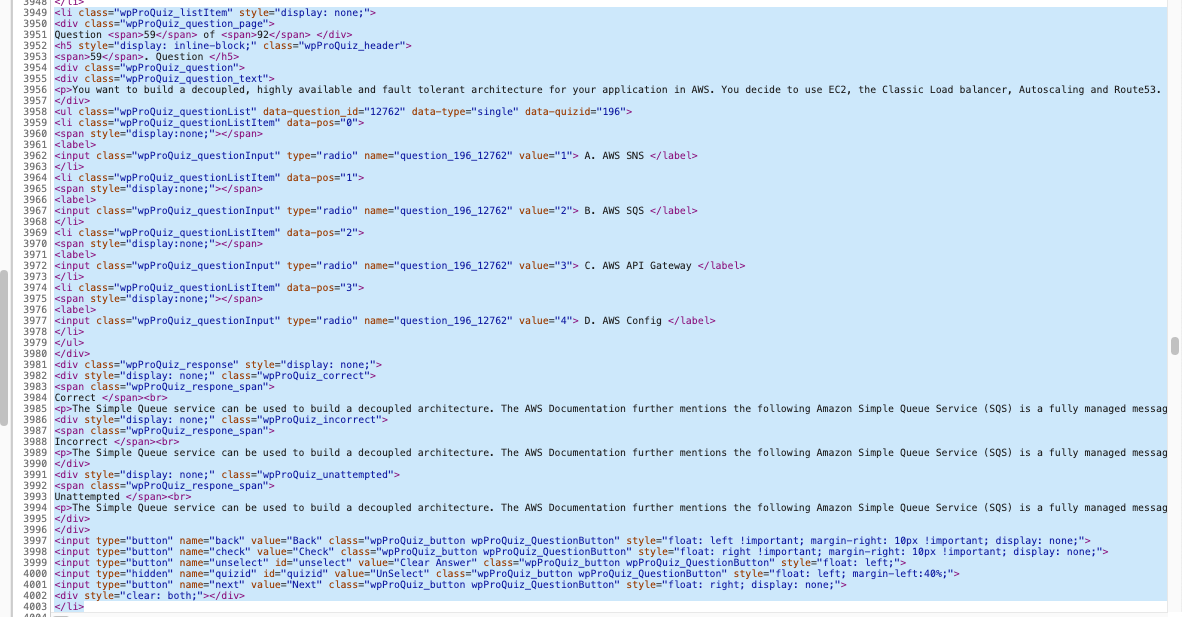 3948 </li>
3949 <li class="wpProQuiz_listItem" style="display: none;">
3950 <div class="wpProQuiz_question_page">
3951 Question <span>59</span> of <span>92</span> </div>
3952 <h5 style="display: inline-block;" class="wpProQuiz_header">
3953 <span>59</span>. Question </h5>
3954 <div class="wpProQuiz_question">
3955 <div class="wpProQuiz_question_text">
3956 <p>You want to build a decoupled, highly available and fault tolerant architecture for your application in AWS. You decide to use EC2, the Classic Load balancer, Autoscaling and Route53.
3957 </div>
3958 <ul class="wpProQuiz_questionList" data-question_id="12762" data-type="single" data-quizid="196">
3959 <li class="wpProQuiz_questionListItem" data-pos="0">
3960 <span style="display:none;"></span>
3961 <label>
3962 <input class="wpProQuiz_questionInput" type="radio" name="question_196_12762" value="1"> A. AWS SNS </label>
3963 </li>
3964 <li class="wpProQuiz_questionListItem" data-pos="1">
3965 <span style="display:none;"></span>
3966 <label>
3967 <input class="wpProQuiz_questionInput" type="radio" name="question_196_12762" value="2"> B. AWS SQS </label>
3968 </li>
3969 <li class="wpProQuiz_questionListItem" data-pos="2">
3970 <span style="display:none;"></span>
3971 <label>
3972 <input class="wpProQuiz_questionInput" type="radio" name="question_196_12762" value="3"> C. AWS API Gateway </label>
3973 </li>
3974 <li class="wpProQuiz_questionListItem" data-pos="3">
3975 <span style="display:none;"></span>
3976 <label>
3977 <input class="wpProQuiz_questionInput" type="radio" name="question_196_12762" value="4"> D. AWS Config </label>
3978 </li>
3979 </ul>
3980 </div>
3981 <div class="wpProQuiz_response" style="display: none;">
3982 <div style="display: none;" class="wpProQuiz_correct">
3983 <span class="wpProQuiz_respone_span">
3984 Correct </span><br>
3985 <p>The Simple Queue service can be used to build a decoupled architecture. The AWS Documentation further mentions the following Amazon Simple Queue Service (SQS) is a fully managed messag
3986 <div style="display: none;" class="wpProQuiz_incorrect">
3987 <span class="wpProQuiz_respone_span">
3988 Incorrect </span><br>
3989 <p>The Simple Queue service can be used to build a decoupled architecture. The AWS Documentation further mentions the following Amazon Simple Queue Service (SQS) is a fully managed messag
3990 </div>
3991 <div style="display: none;" class="wpProQuiz_unattempted">
3992 <span class="wpProQuiz_respone_span">
3993 Unattempted </span><br>
3994 <p>The Simple Queue service can be used to build a decoupled architecture. The AWS Documentation further mentions the following Amazon Simple Queue Service (SQS) is a fully managed messag
3995 </div>
3996 </div>
3997 <input type="button" name="back" value="Back" class="wpProQuiz_button wpProQuiz_QuestionButton" style="float: left !important; margin-right: 10px !important; display: none;">
3998 <input type="button" name="check" value="Check" class="wpProQuiz_button wpProQuiz_QuestionButton" style="float: right !important; margin-right: 10px !important; display: none;">
3999 <input type="button" name="unselect" id="unselect" value="Clear Answer" class="wpProQuiz_button wpProQuiz_QuestionButton" style="float: left;">
4000 <input type="hidden" name="quizid" id="quizid" value="UnSelect" class="wpProQuiz_button wpProQuiz_QuestionButton" style="float: left; margin-left:40%;">
4001 <input type="button" name="next" value="Next" class="wpProQuiz_button wpProQuiz_QuestionButton" style="float: right; display: none;">
4002 <div style="clear: both;"></div>
4003 </li>